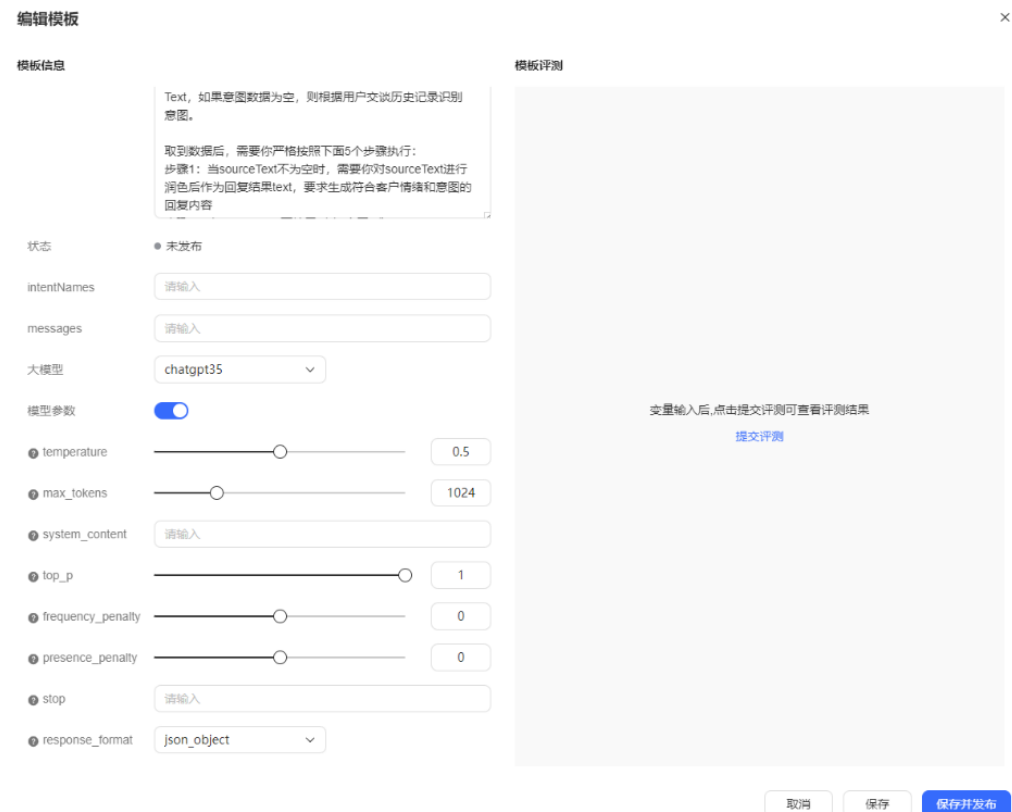 编辑模板
×
模板信息
模板评测
Text，如果意图数据为空，则根据用户交谈历史记录识别
意图。
取到数据后，需要你严格按照下面5个步骤执行：
步骤1：当sourceText不为空时，需要你对sourceText进行
润色后作为回复结果text，要求生成符合客户情绪和意图的
回复内容
状态
未发布
intentNames
请输入
messages
请输入
大模型
chatgpt35
模型参数
temperature
0.5
max_tokens
1024
system_content
请输入
top_p
1
frequency_penalty
0
presence_penalty
0
stop
请输入
response_format
json_object
变量输入后,点击提交评测可查看评测结果
提交评测
取消
保存
保存并发布